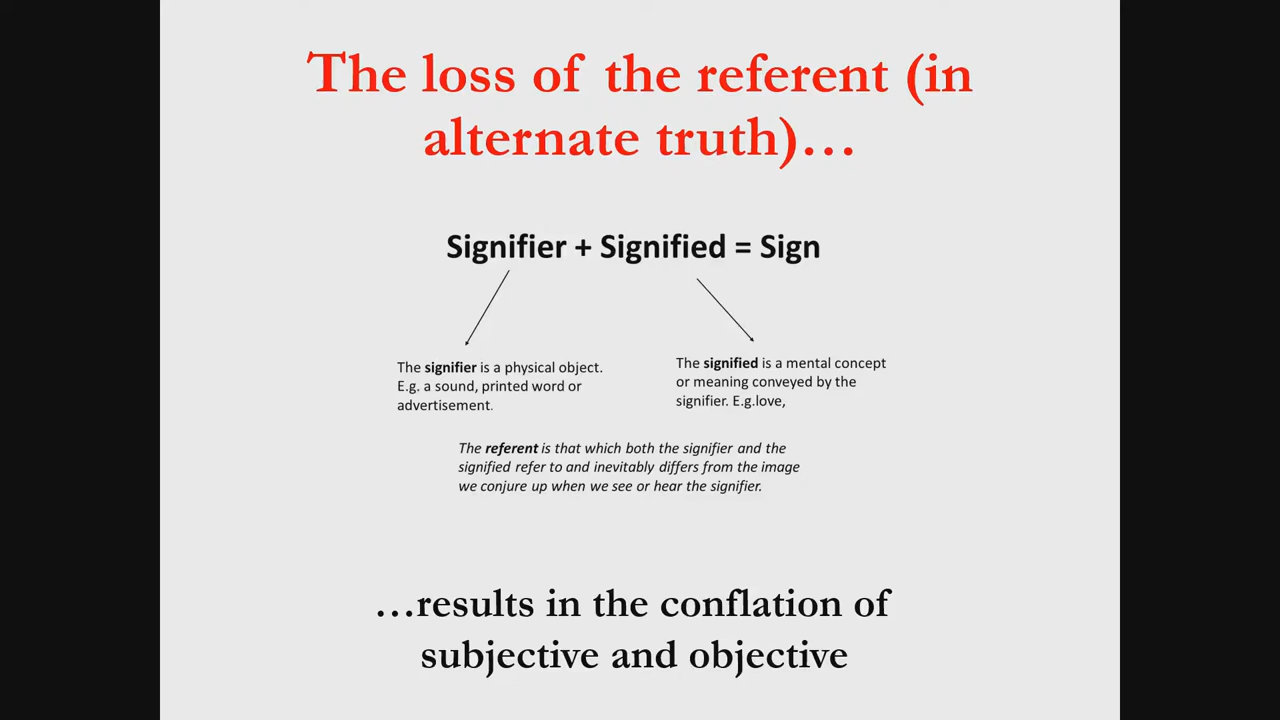 The loss of the referent (in
alternate truth)…
Signifier + Signified = Sign
The signifier is a physical object.
E.g. a sound, printed word or
advertisement.
The signified is a mental concept
or meaning conveyed by the
signifier. E.g.love,
The referent is that which both the signifier and the
signified refer to and inevitably differs from the image
we conjure up when we see or hear the signifier.
…results in the conflation of
subjective and objective